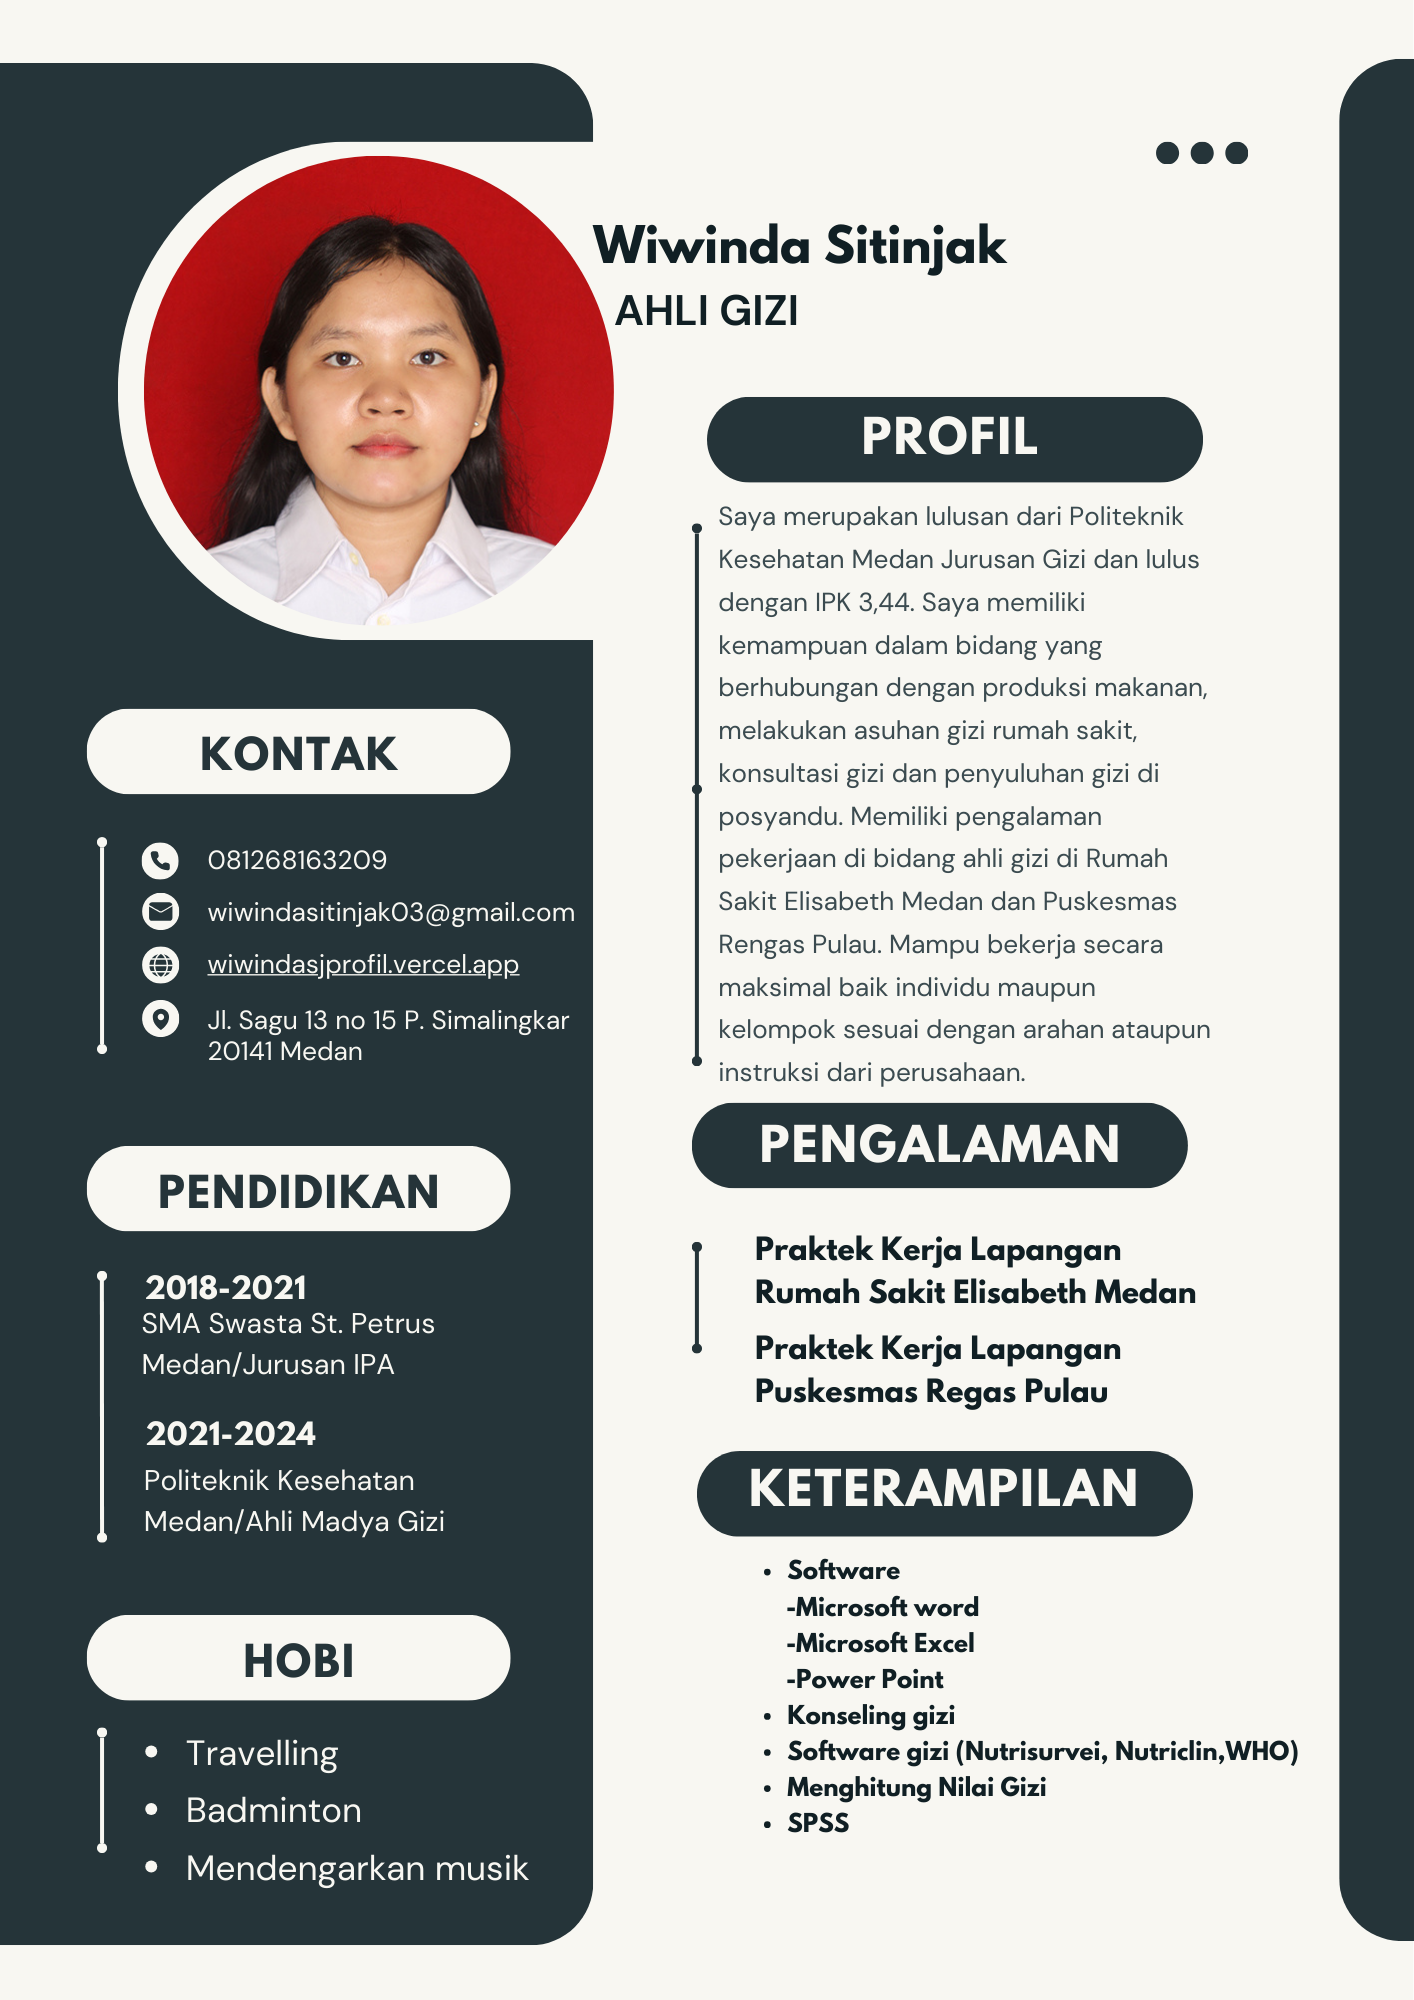 Wiwinda Sitinjak
AHLI GIZI
KONTAK
081268163209
wiwindasitinjak03@gmail.com
wiwindasjprofil.vercel.app
Jl. Sagu 13 no 15 P. Simalingkar
20141 Medan
PENDIDIKAN
2018-2021
SMA Swasta St. Petrus
Medan/Jurusan IPA
2021-2024
Politeknik Kesehatan
Medan/Ahli Madya Gizi
HOBI
• Travelling
• Badminton
• Mendengarkan musik
PROFIL
Saya merupakan lulusan dari Politeknik
Kesehatan Medan Jurusan Gizi dan lulus
dengan IPK 3,44. Saya memiliki
kemampuan dalam bidang yang
berhubungan dengan produksi makanan,
melakukan asuhan gizi rumah sakit,
konsultasi gizi dan penyuluhan gizi di
posyandu. Memiliki pengalaman
pekerjaan di bidang ahli gizi di Rumah
Sakit Elisabeth Medan dan Puskesmas
Rengas Pulau. Mampu bekerja secara
maksimal baik individu maupun
kelompok sesuai dengan arahan ataupun
instruksi dari perusahaan.
PENGALAMAN
Praktek Kerja Lapangan
Rumah Sakit Elisabeth Medan
Praktek Kerja Lapangan
Puskesmas Regas Pulau
KETERAMPILAN
• Software
-Microsoft word
-Microsoft Excel
-Power Point
• Konseling gizi
• Software gizi (Nutrisurvei, Nutriclin,WHO)
• Menghitung Nilai Gizi
• SPSS